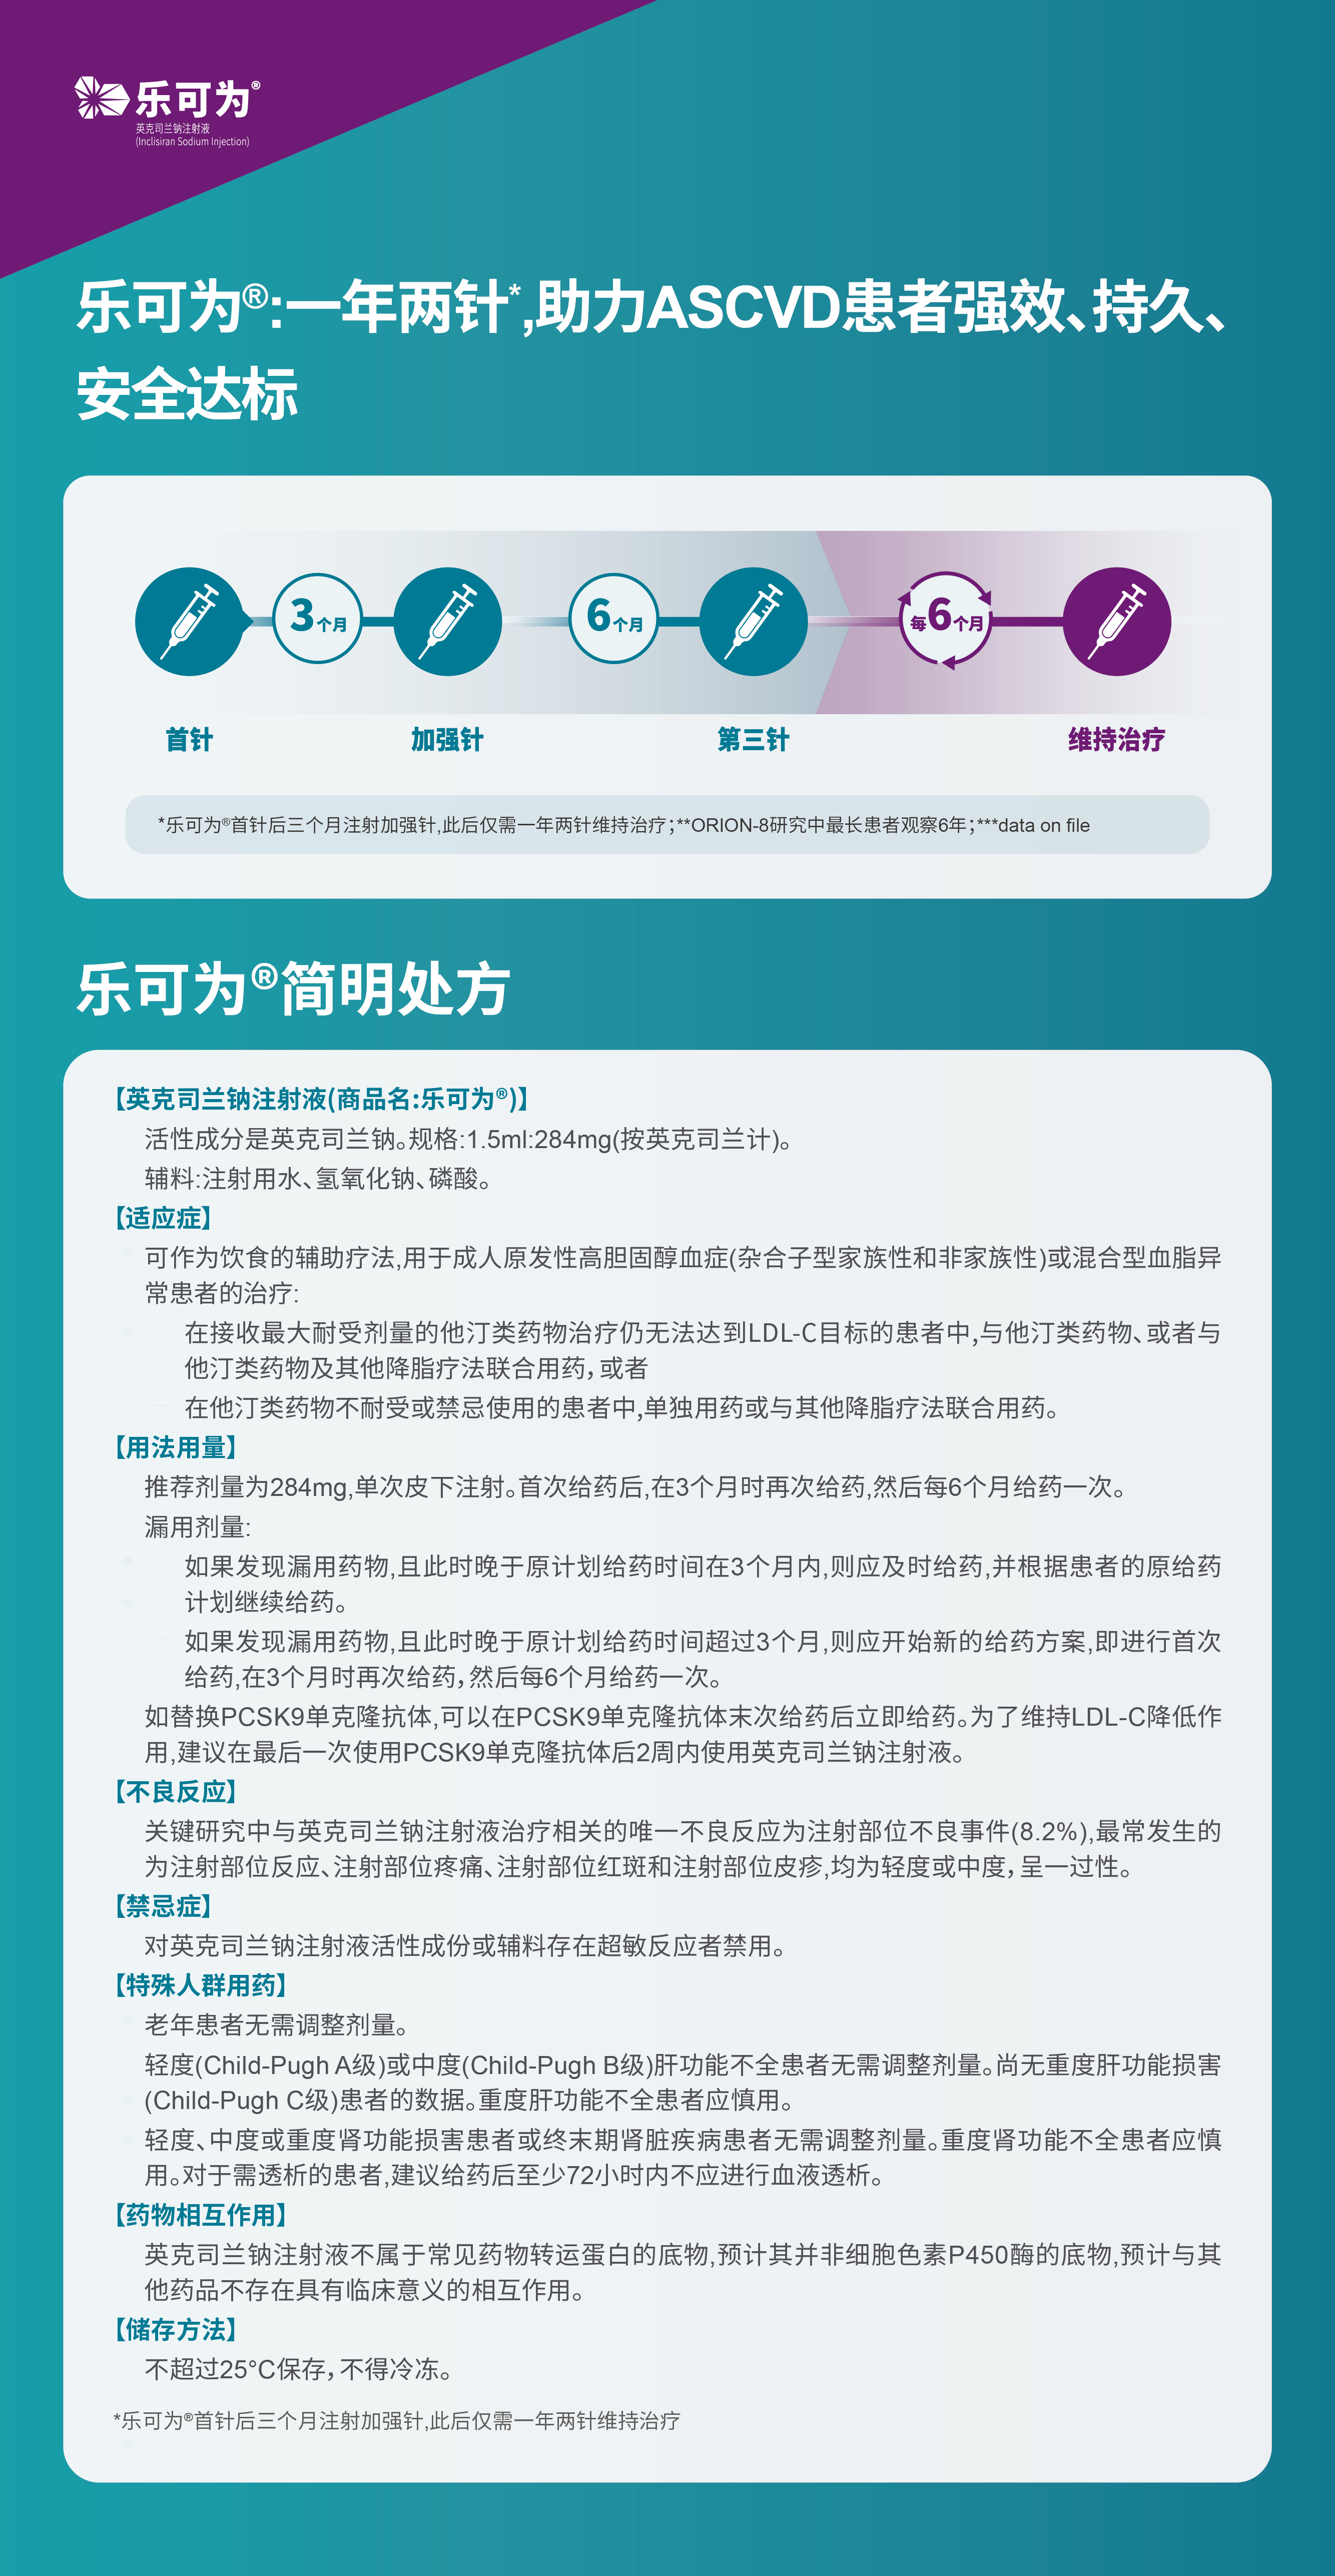 乐可为®
英克司兰钠注射液
(Inclisiran Sodium Injection)
乐可为®:一年两针*,助力ASCVD患者强效、持久、
安全达标
3个月
6个月
每6个月
首针
加强针
第三针
维持治疗
*乐可为®首针后三个月注射加强针,此后仅需一年两针维持治疗;**ORION-8研究中最长患者观察6年;***data on file
乐可为®简明处方
【英克司兰钠注射液(商品名:乐可为®)】
活性成分是英克司兰钠。规格:1.5ml:284mg(按英克司兰计)。
辅料:注射用水、氢氧化钠、磷酸。
【适应症】
可作为饮食的辅助疗法,用于成人原发性高胆固醇血症(杂合子型家族性和非家族性)或混合型血脂异
常患者的治疗:
在接收最大耐受剂量的他汀类药物治疗仍无法达到LDL-C目标的患者中,与他汀类药物、或者与
他汀类药物及其他降脂疗法联合用药,或者
在他汀类药物不耐受或禁忌使用的患者中,单独用药或与其他降脂疗法联合用药。
【用法用量】
推荐剂量为284mg,单次皮下注射。首次给药后,在3个月时再次给药,然后每6个月给药一次。
漏用剂量:
如果发现漏用药物,且此时晚于原计划给药时间在3个月内,则应及时给药,并根据患者的原给药
计划继续给药。
如果发现漏用药物,且此时晚于原计划给药时间超过3个月,则应开始新的给药方案,即进行首次
给药,在3个月时再次给药,然后每6个月给药一次。
如替换PCSK9单克隆抗体,可以在PCSK9单克隆抗体末次给药后立即给药。为了维持LDL-C降低作
用,建议在最后一次使用PCSK9单克隆抗体后2周内使用英克司兰钠注射液。
【不良反应】
关键研究中与英克司兰钠注射液治疗相关的唯一不良反应为注射部位不良事件(8.2%),最常发生的
为注射部位反应、注射部位疼痛、注射部位红斑和注射部位皮疹,均为轻度或中度,呈一过性。
【禁忌症】
对英克司兰钠注射液活性成份或辅料存在超敏反应者禁用。
【特殊人群用药】
老年患者无需调整剂量。
轻度(Child-Pugh A级)或中度(Child-Pugh B级)肝功能不全患者无需调整剂量。尚无重度肝功能损害
(Child-Pugh C级)患者的数据。重度肝功能不全患者应慎用。
轻度、中度或重度肾功能损害患者或终末期肾脏疾病患者无需调整剂量。重度肾功能不全患者应慎
用。对于需透析的患者,建议给药后至少72小时内不应进行血液透析。
【药物相互作用】
英克司兰钠注射液不属于常见药物转运蛋白的底物,预计其并非细胞色素P450酶的底物,预计与其
他药品不存在具有临床意义的相互作用。
【储存方法】
不超过25°C保存,不得冷冻。
*乐可为®首针后三个月注射加强针,此后仅需一年两针维持治疗